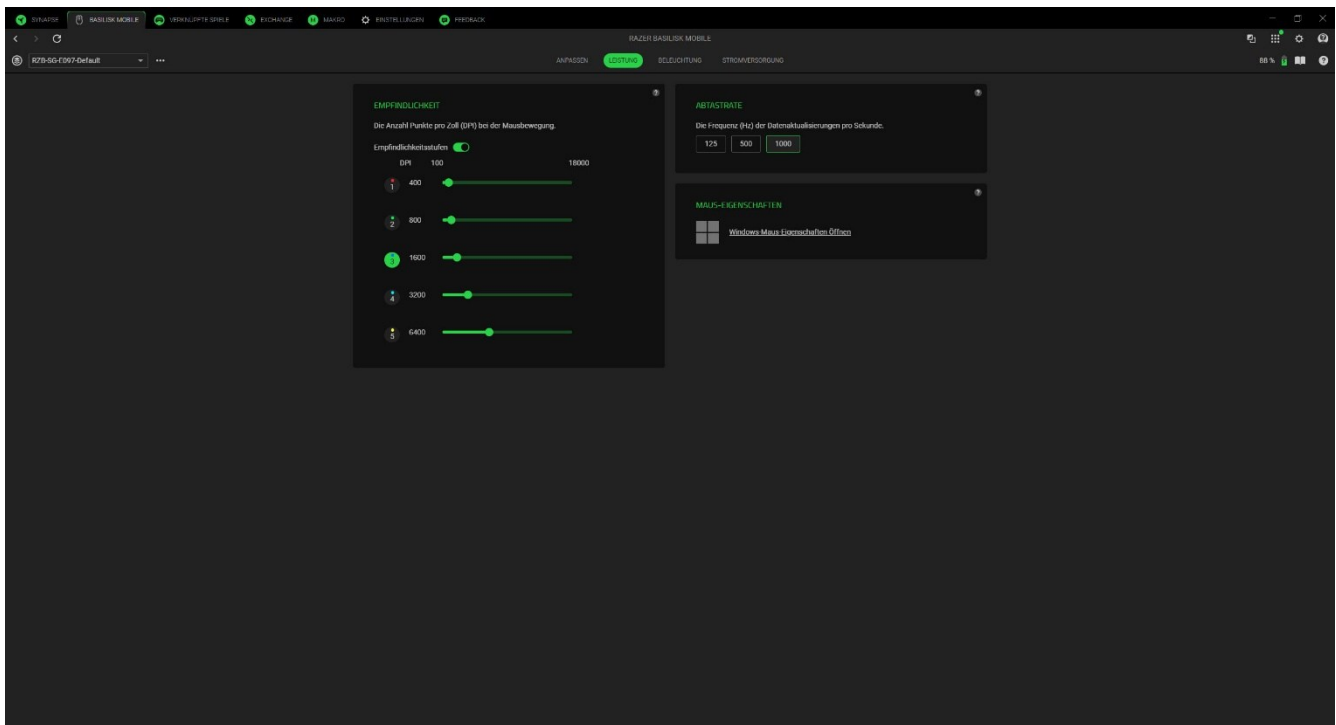 SYNAPSE BASILISK MOBILE VERKNÜPFTE SPIELE EXCHANGE MAKRO EINSTELLUNGEN FEEDBACK
RAZER BASILISK MOBILE
RZB-SG-E097-Default ANPASSEN LEISTUNG BELEUCHTUNG STROMVERSORGUNG
EMPFINDLICHKEIT
Die Anzahl Punkte pro Zoll (DPI) bei der Mausbewegung.
Empfindlichkeitsstufen
DPI 100 18000
1 400
2 800
3 1600
4 3200
5 6400
ABTASTRATE
Die Frequenz (Hz) der Datenaktualisierungen pro Sekunde.
125 500 1000
MAUS-EIGENSCHAFTEN
Windows-Maus-Eigenschaften Öffnen